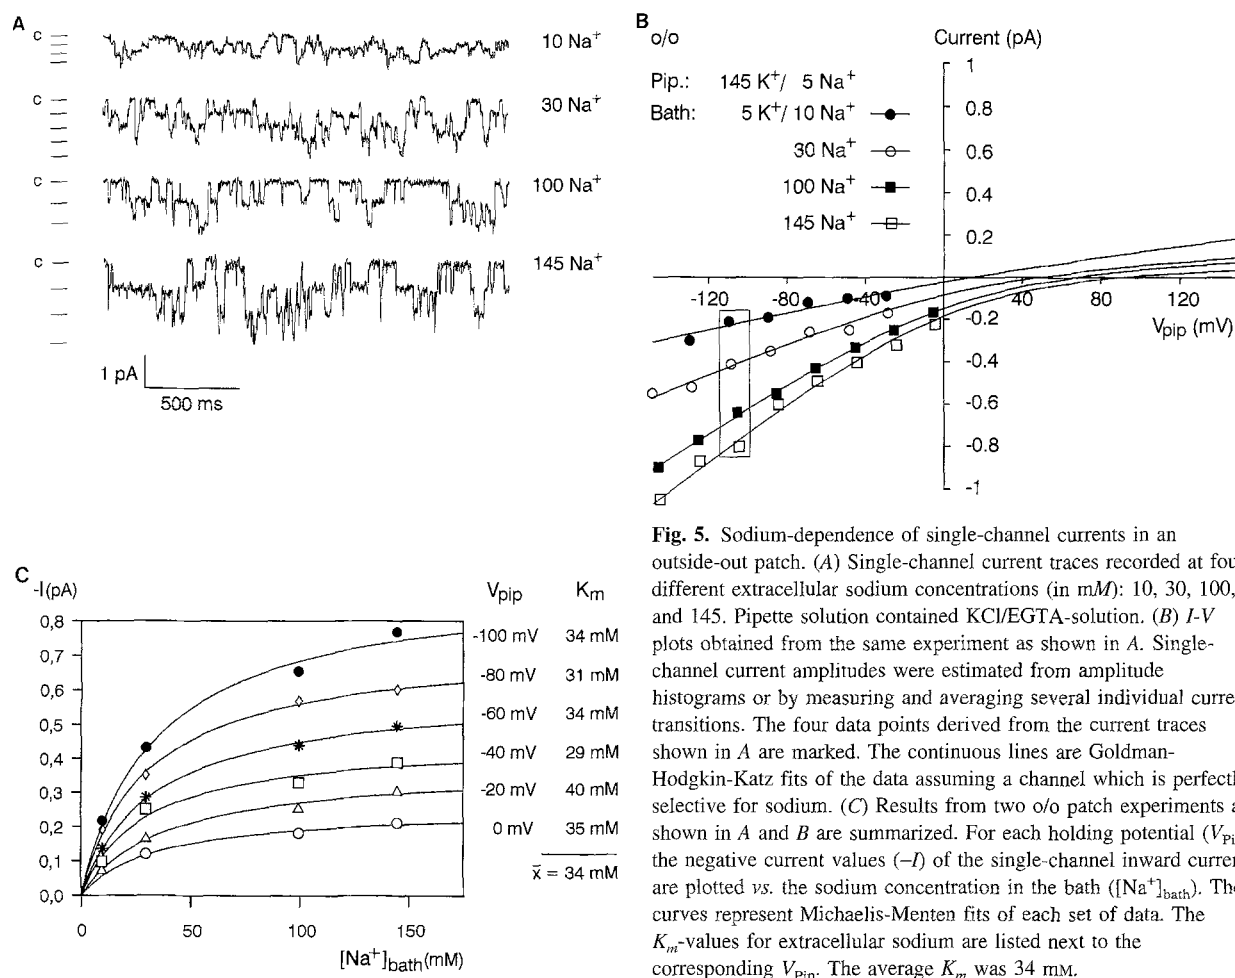 A
c
10 Na⁺
c
30 Na⁺
c
100 Na⁺
c
145 Na⁺
1 pA
500 ms
B
o/o
Current (pA)
Pip.: 145 K⁺/ 5 Na⁺
Bath: 5 K⁺/ 10 Na⁺
30 Na⁺
100 Na⁺
145 Na⁺
1
0.8
0.6
0.4
0.2
-0.2
-0.4
-0.6
-0.8
-1
-120 -80 -40 40 80 120
Vpip (mV)
C
-I (pA)
0,8
0,7
0,6
0,5
0,4
0,3
0,2
0,1
0,0
0 50 100 150
[Na⁺]bath (mM)
Vpip Km
-100 mV 34 mM
-80 mV 31 mM
-60 mV 34 mM
-40 mV 29 mM
-20 mV 40 mM
0 mV 35 mM
x̄ = 34 mM
Fig. 5. Sodium-dependence of single-channel currents in an
outside-out patch. (A) Single-channel current traces recorded at four
different extracellular sodium concentrations (in mM): 10, 30, 100,
and 145. Pipette solution contained KCl/EGTA-solution. (B) I-V
plots obtained from the same experiment as shown in A. Single-
channel current amplitudes were estimated from amplitude
histograms or by measuring and averaging several individual curren
transitions. The four data points derived from the current traces
shown in A are marked. The continuous lines are Goldman-
Hodgkin-Katz fits of the data assuming a channel which is perfectl
selective for sodium. (C) Results from two o/o patch experiments a
shown in A and B are summarized. For each holding potential (VPip
the negative current values (–I) of the single-channel inward curren
are plotted vs. the sodium concentration in the bath ([Na⁺]bath). The
curves represent Michaelis-Menten fits of each set of data. The
Km-values for extracellular sodium are listed next to the
corresponding VPip. The average Km was 34 mM.